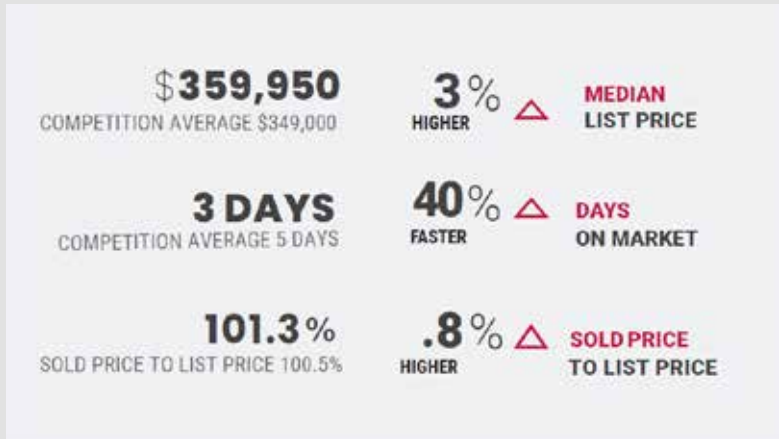 $359,950
COMPETITION AVERAGE $349,000
3%
HIGHER
MEDIAN
LIST PRICE
3 DAYS
COMPETITION AVERAGE 5 DAYS
40%
FASTER
DAYS
ON MARKET
101.3%
SOLD PRICE TO LIST PRICE 100.5%
.8%
HIGHER
SOLD PRICE
TO LIST PRICE